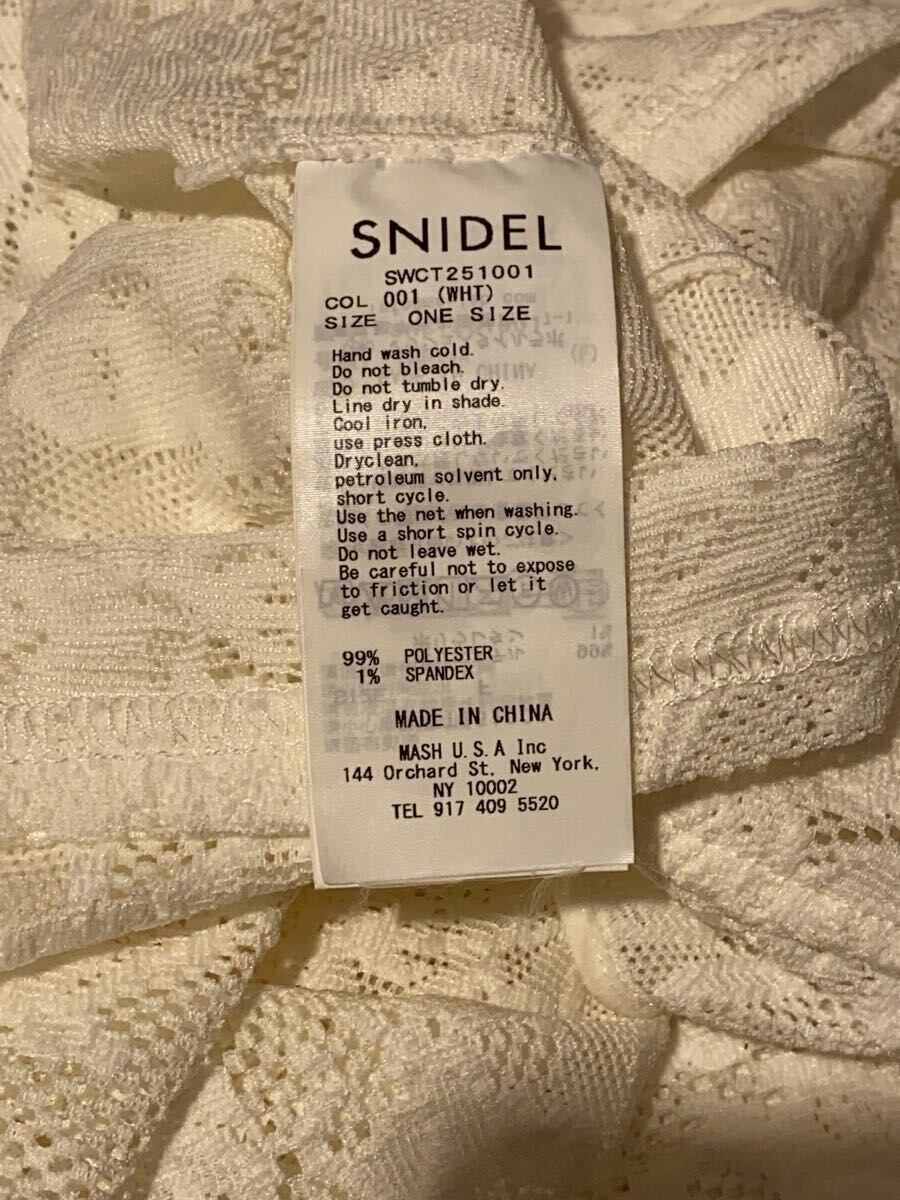 SNIDEL
SWCT251001
COL 001 (WHT)
SIZE ONE SIZE
Hand wash cold.
Do not bleach.
Do not tumble dry.
Line dry in shade.
Cool iron,
use press cloth.
Dryclean,
petroleum solvent only,
short cycle.
Use the net when washing.
Use a short spin cycle.
Do not leave wet.
Be careful not to expose
to friction or let it
get caught.
99% POLYESTER
1% SPANDEX
MADE IN CHINA
MASH U.S.A Inc
144 Orchard St, New York,
NY 10002
TEL 917 409 5520